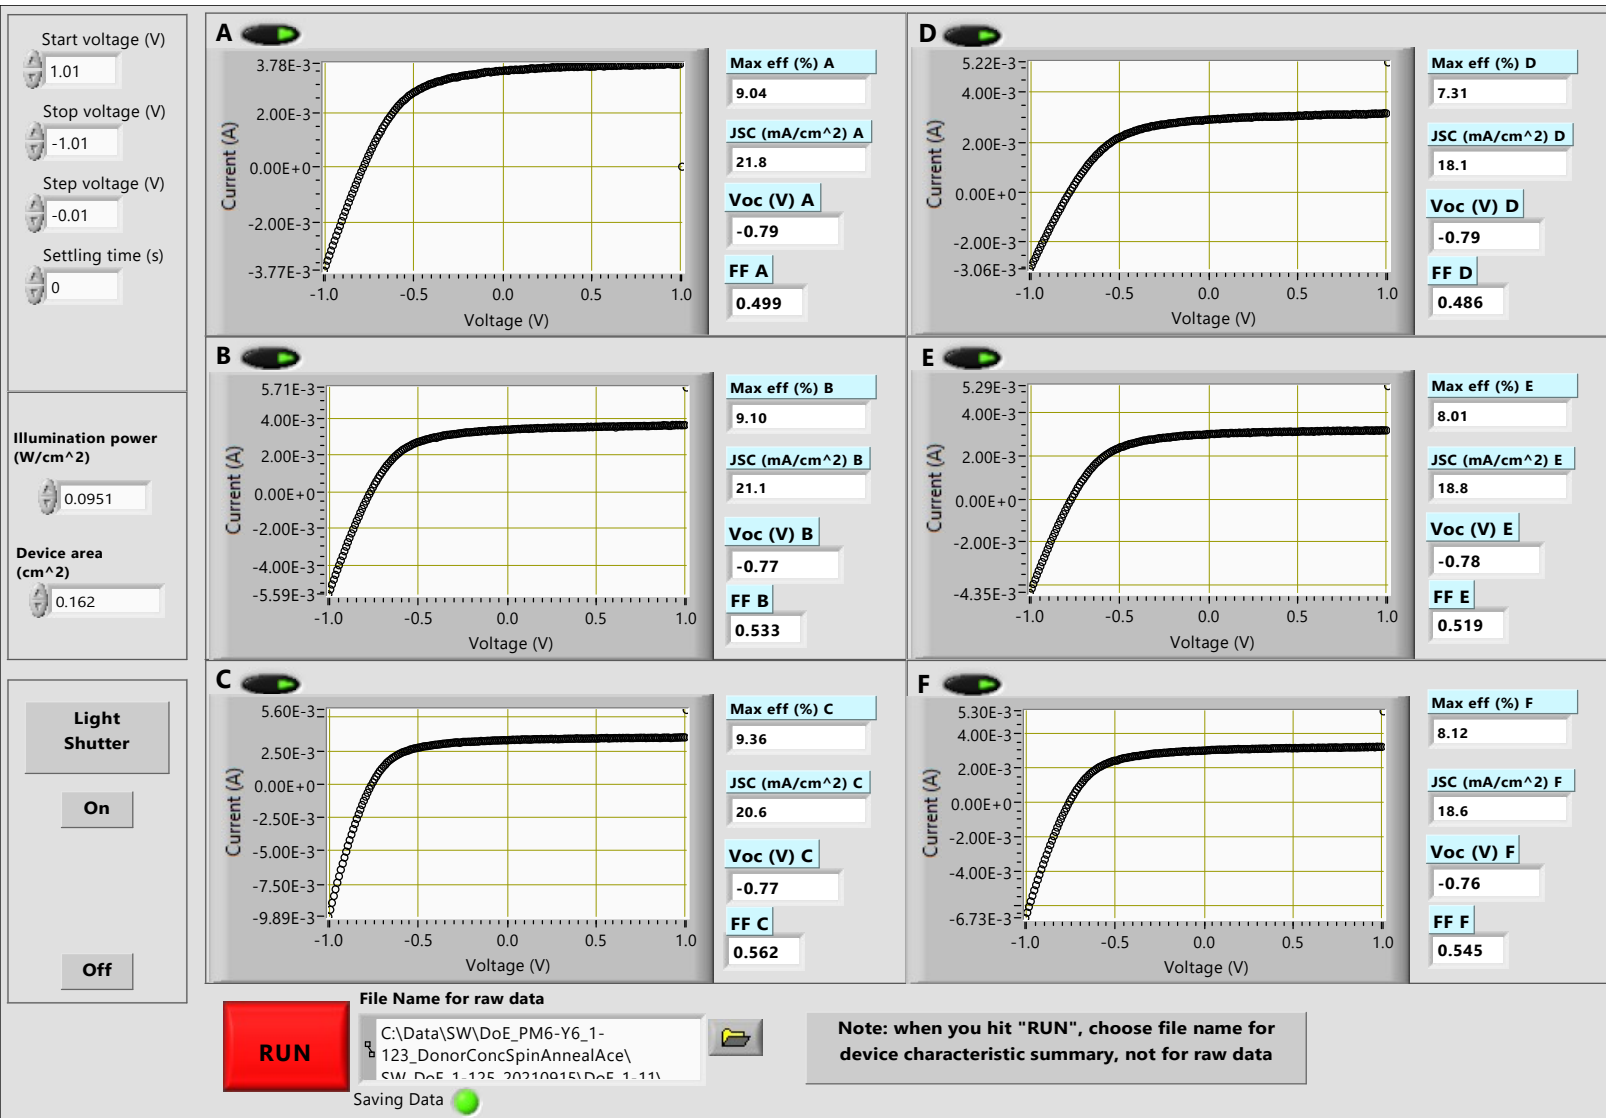 Start voltage (V)
1.01
Stop voltage (V)
-1.01
Step voltage (V)
-0.01
Settling time (s)
0
Illumination power
(W/cm^2)
0.0951
Device area
(cm^2)
0.162
Light
Shutter
On
Off
A
Current (A)
3.78E-3
2.00E-3
0.00E+0
-2.00E-3
-3.77E-3
-1.0 -0.5 0.0 0.5 1.0
Voltage (V)
Max eff (%) A
9.04
JSC (mA/cm^2) A
21.8
Voc (V) A
-0.79
FF A
0.499
D
Current (A)
5.22E-3
4.00E-3
2.00E-3
0.00E+0
-2.00E-3
-3.06E-3
-1.0 -0.5 0.0 0.5 1.0
Voltage (V)
Max eff (%) D
7.31
JSC (mA/cm^2) D
18.1
Voc (V) D
-0.79
FF D
0.486
B
Current (A)
5.71E-3
4.00E-3
2.00E-3
0.00E+0
-2.00E-3
-4.00E-3
-5.59E-3
-1.0 -0.5 0.0 0.5 1.0
Voltage (V)
Max eff (%) B
9.10
JSC (mA/cm^2) B
21.1
Voc (V) B
-0.77
FF B
0.533
E
Current (A)
5.29E-3
4.00E-3
2.00E-3
0.00E+0
-2.00E-3
-4.35E-3
-1.0 -0.5 0.0 0.5 1.0
Voltage (V)
Max eff (%) E
8.01
JSC (mA/cm^2) E
18.8
Voc (V) E
-0.78
FF E
0.519
C
Current (A)
5.60E-3
2.50E-3
0.00E+0
-2.50E-3
-5.00E-3
-7.50E-3
-9.89E-3
-1.0 -0.5 0.0 0.5 1.0
Voltage (V)
Max eff (%) C
9.36
JSC (mA/cm^2) C
20.6
Voc (V) C
-0.77
FF C
0.562
F
Current (A)
5.30E-3
4.00E-3
2.00E-3
0.00E+0
-2.00E-3
-4.00E-3
-6.73E-3
-1.0 -0.5 0.0 0.5 1.0
Voltage (V)
Max eff (%) F
8.12
JSC (mA/cm^2) F
18.6
Voc (V) F
-0.76
FF F
0.545
RUN
File Name for raw data
C:\Data\SW\DoE_PM6-Y6_1-
123_DonorConcSpinAnnealAce\
SW_DoE_1-125_20210915\DoE_1-11\
Saving Data
Note: when you hit "RUN", choose file name for
device characteristic summary, not for raw data